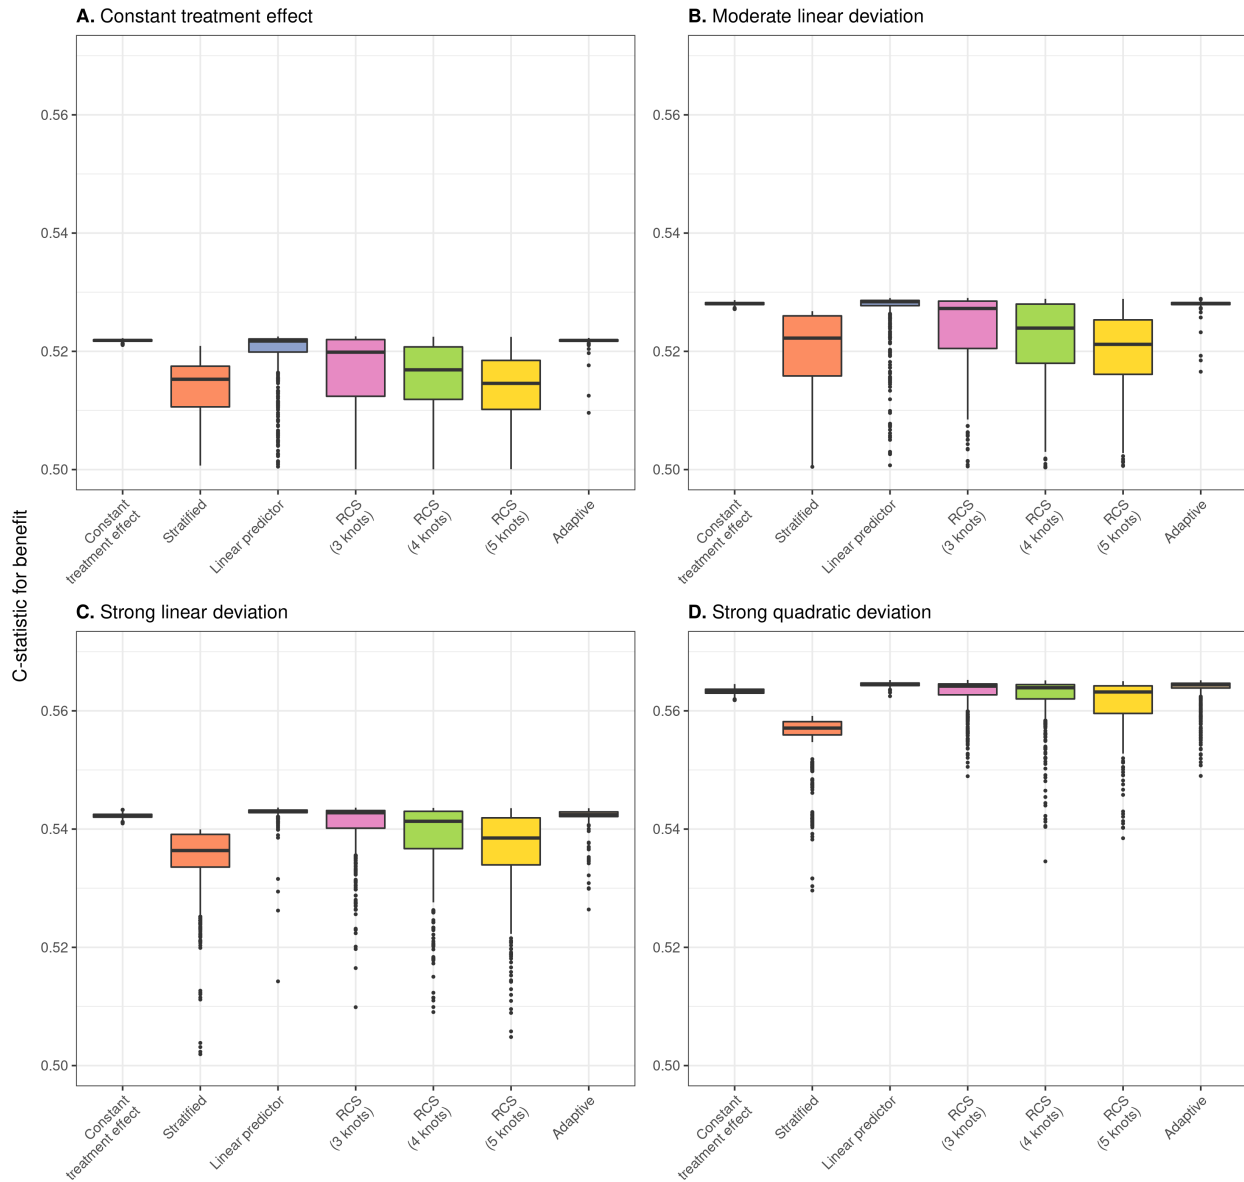 A. Constant treatment effect
0.56
0.54
0.52
0.50
Constant
treatment effect
Stratified
Linear predictor
RCS
(3 knots)
RCS
(4 knots)
RCS
(5 knots)
Adaptive
B. Moderate linear deviation
0.56
0.54
0.52
0.50
Constant
treatment effect
Stratified
Linear predictor
RCS
(3 knots)
RCS
(4 knots)
RCS
(5 knots)
Adaptive
C-statistic for benefit
C. Strong linear deviation
0.56
0.54
0.52
0.50
Constant
treatment effect
Stratified
Linear predictor
RCS
(3 knots)
RCS
(4 knots)
RCS
(5 knots)
Adaptive
D. Strong quadratic deviation
0.56
0.54
0.52
0.50
Constant
treatment effect
Stratified
Linear predictor
RCS
(3 knots)
RCS
(4 knots)
RCS
(5 knots)
Adaptive